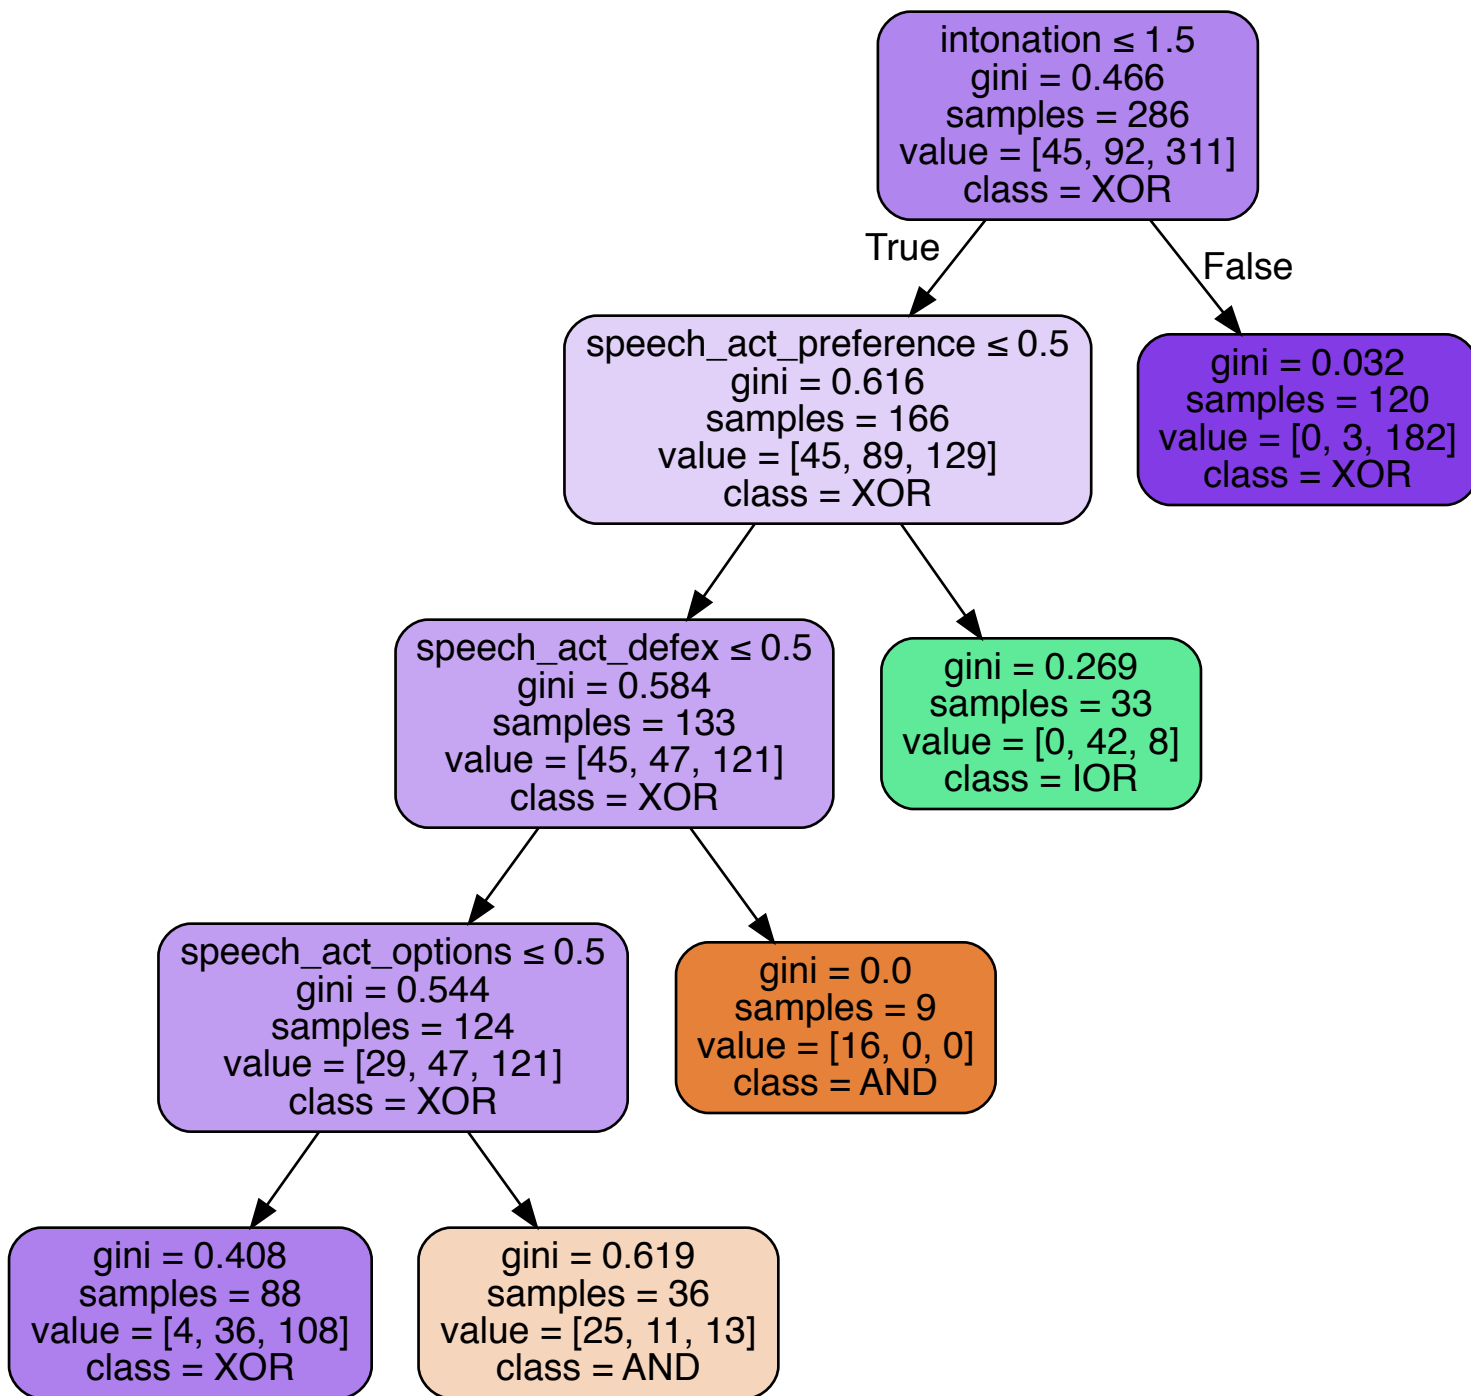 intonation ≤ 1.5
gini = 0.466
samples = 286
value = [45, 92, 311]
class = XOR
True
False
speech_act_preference ≤ 0.5
gini = 0.616
samples = 166
value = [45, 89, 129]
class = XOR
gini = 0.032
samples = 120
value = [0, 3, 182]
class = XOR
speech_act_defex ≤ 0.5
gini = 0.584
samples = 133
value = [45, 47, 121]
class = XOR
gini = 0.269
samples = 33
value = [0, 42, 8]
class = IOR
speech_act_options ≤ 0.5
gini = 0.544
samples = 124
value = [29, 47, 121]
class = XOR
gini = 0.0
samples = 9
value = [16, 0, 0]
class = AND
gini = 0.408
samples = 88
value = [4, 36, 108]
class = XOR
gini = 0.619
samples = 36
value = [25, 11, 13]
class = AND